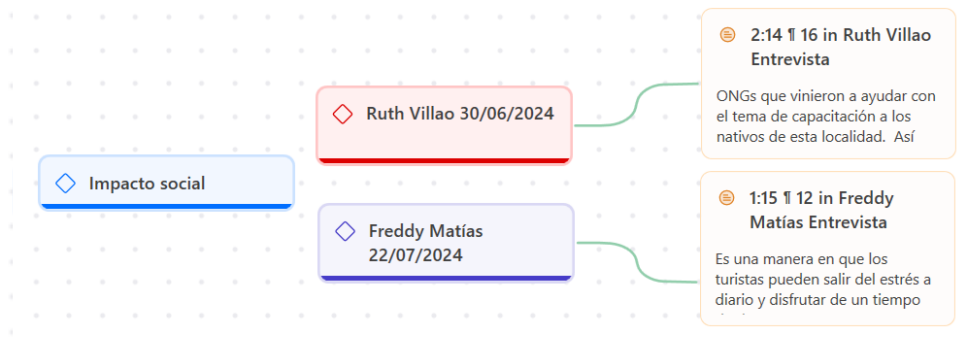 Impacto social
Ruth Villao 30/06/2024
Freddy Matías
22/07/2024
2:14 ¶ 16 in Ruth Villao
Entrevista
ONGs que vinieron a ayudar con
el tema de capacitación a los
nativos de esta localidad. Así
1:15 ¶ 12 in Freddy
Matías Entrevista
Es una manera en que los
turistas pueden salir del estrés a
diario y disfrutar de un tiempo